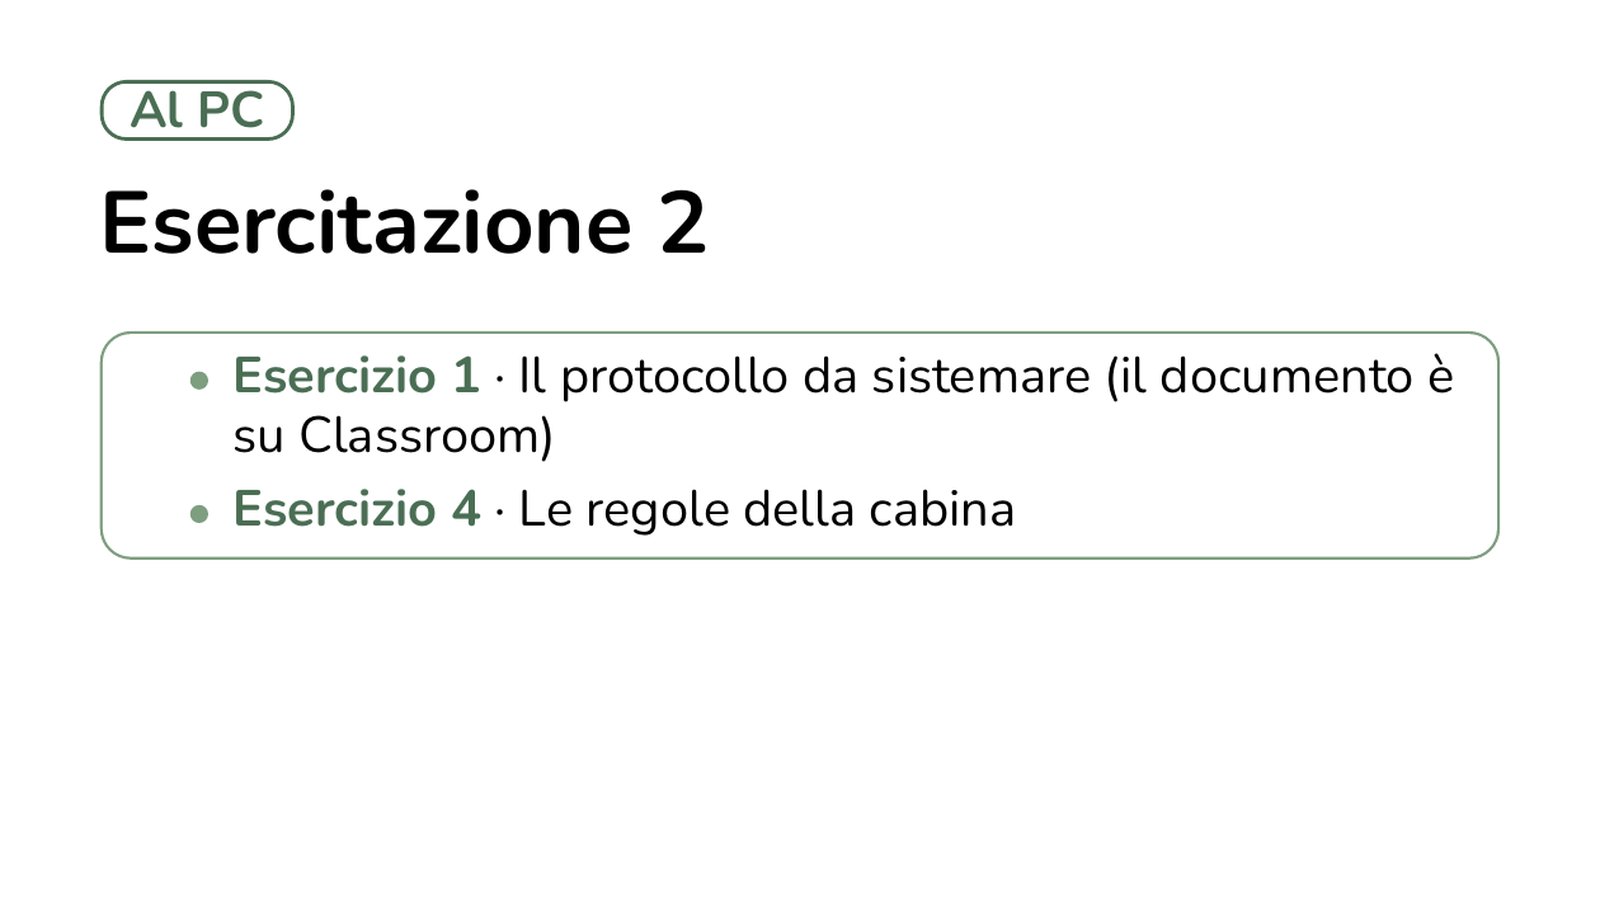 Al PC
Esercitazione 2
• Esercizio 1 · Il protocollo da sistemare (il documento è
su Classroom)
• Esercizio 4 · Le regole della cabina